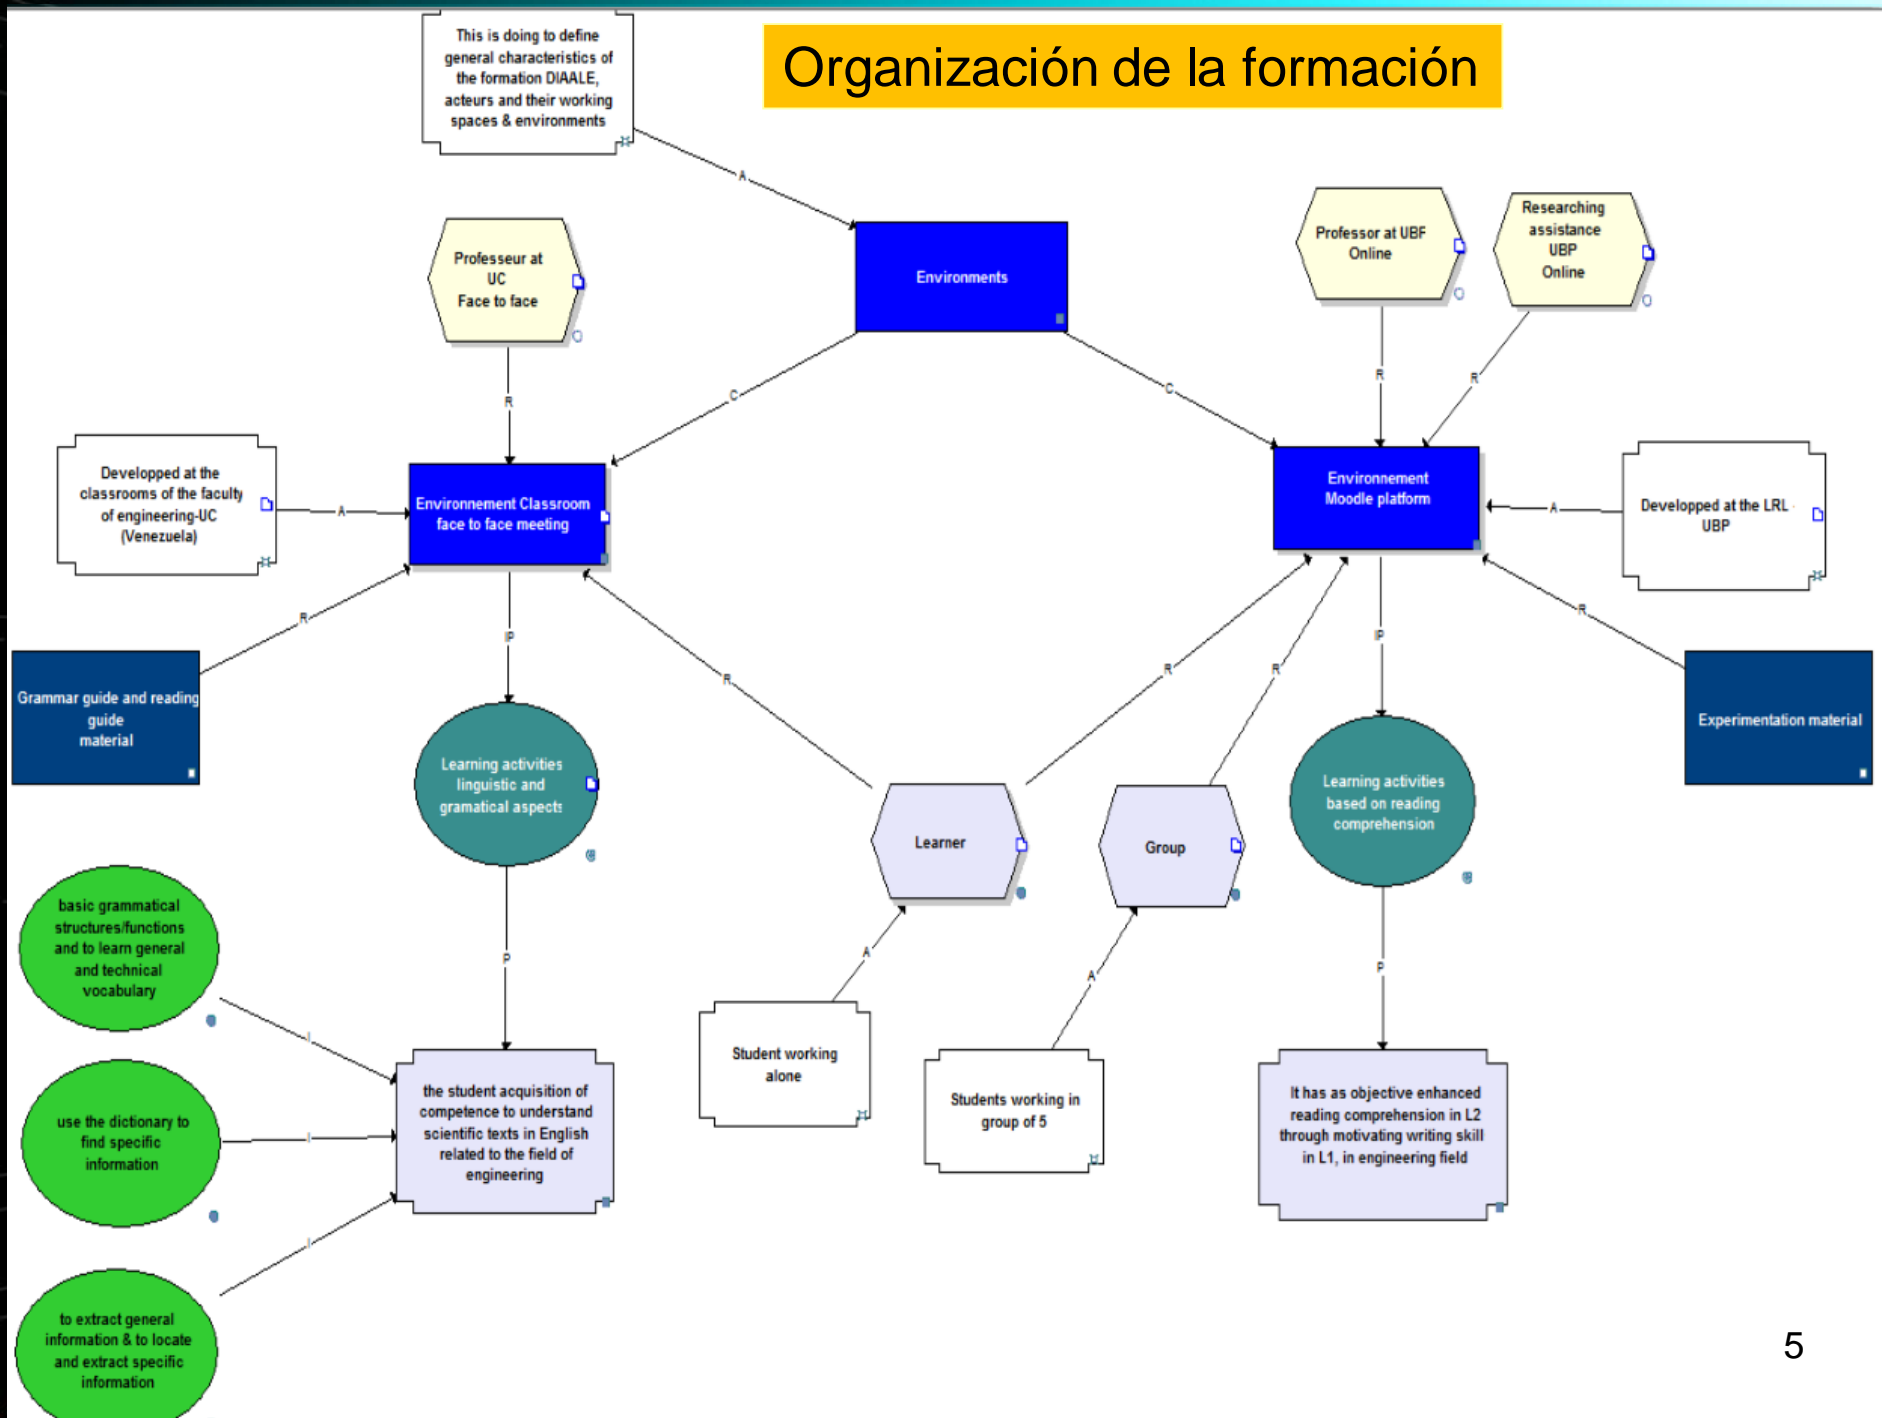 Organización de la formación
This is doing to define
general characteristics of
the formation DIAALE,
acteurs and their working
spaces & environments
A
Professeur at
UC
Face to face
Environments
Professor at UBF
Online
Researching
assistance
UBP
Online
R
C
C
R
R
Developped at the
classrooms of the faculty
of engineering-UC
(Venezuela)
A
Environnement Classroom
face to face meeting
Environnement
Moodle platform
A
Developped at the LRL -
UBP
R
IP
R
R
R
IP
R
Grammar guide and reading
guide
material
Learning activities
linguistic and
gramatical aspects
Learner
Group
Learning activities
based on reading
comprehension
Experimentation material
basic grammatical
structures/functions
and to learn general
and technical
vocabulary
P
A
A
P
I
use the dictionary to
find specific
information
I
the student acquisition of
competence to understand
scientific texts in English
related to the field of
engineering
Student working
alone
Students working in
group of 5
It has as objective enhanced
reading comprehension in L2
through motivating writing skill
in L1, in engineering field
I
to extract general
information & to locate
and extract specific
information
5